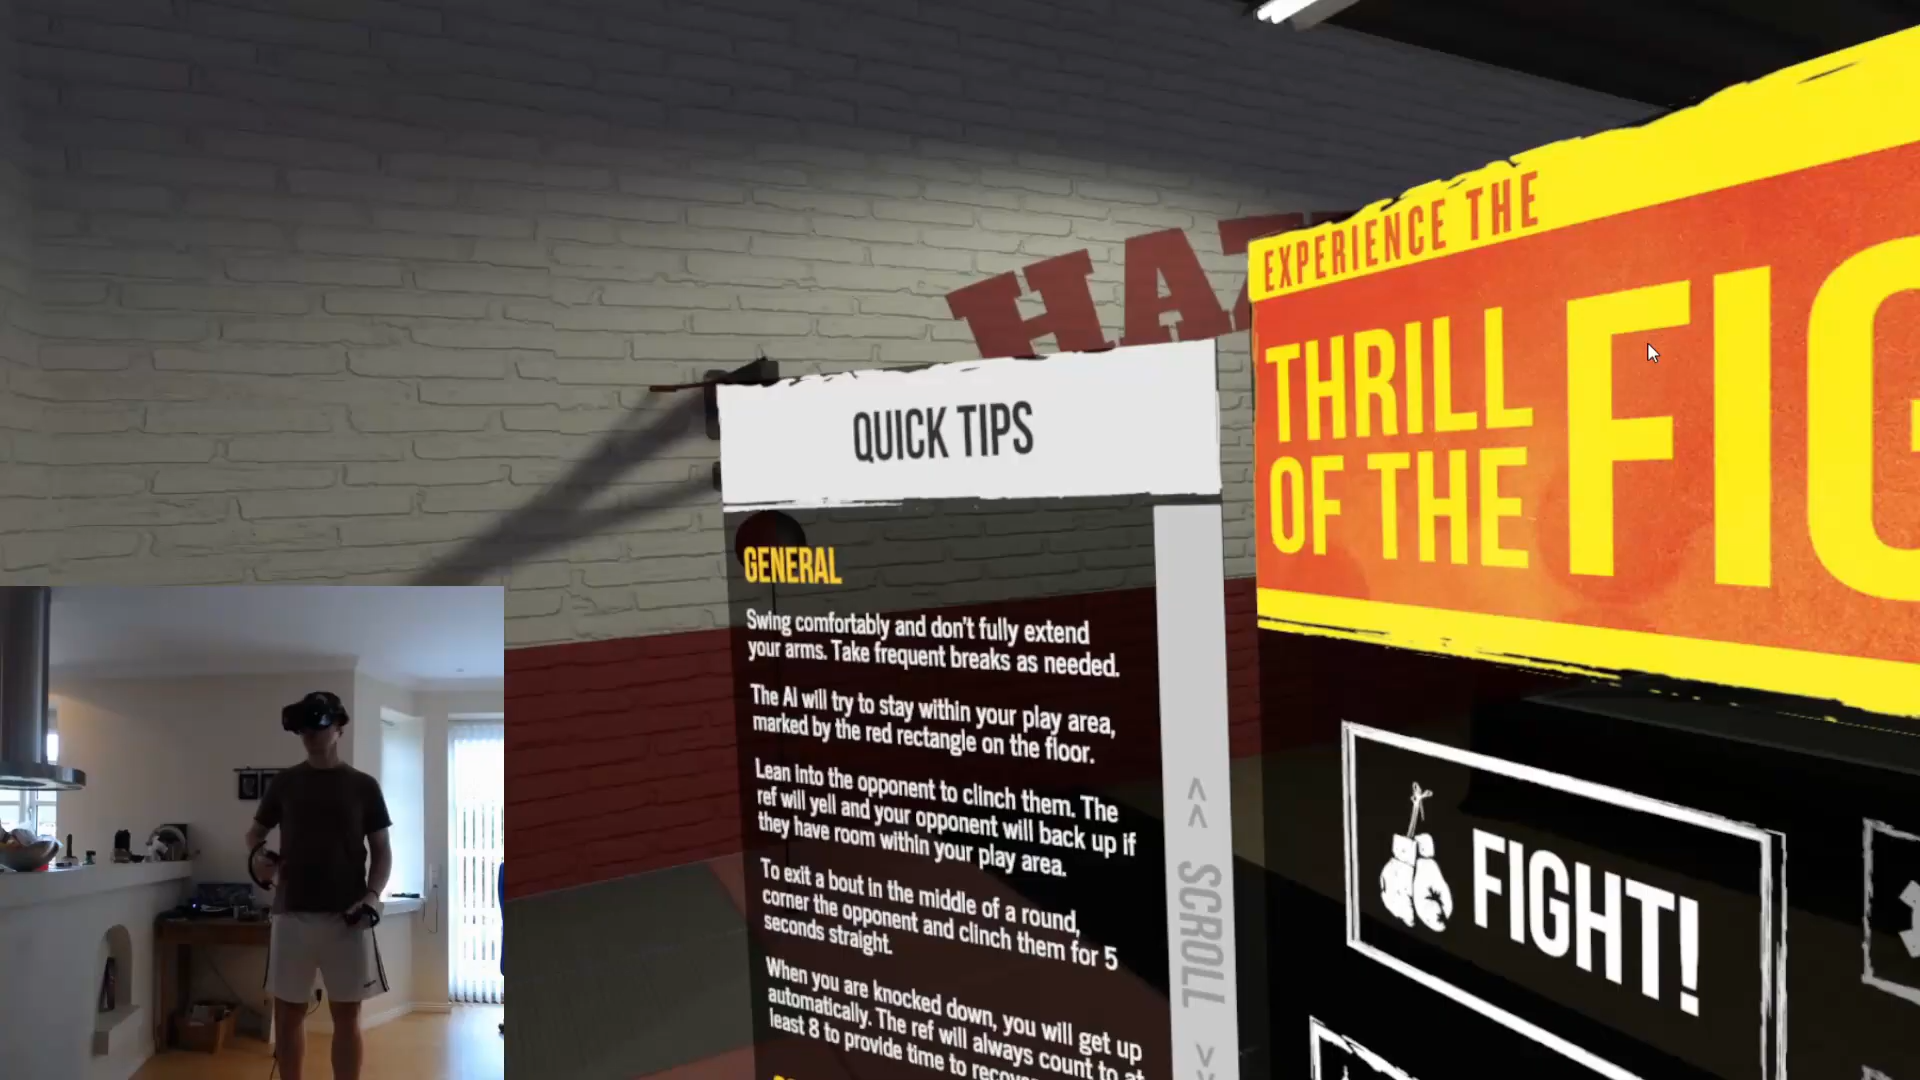 HAZ
EXPERIENCE THE
THRILL
OF THE
FIG
QUICK TIPS
GENERAL
Swing comfortably and don't fully extend
your arms. Take frequent breaks as needed.
The AI will try to stay within your play area,
marked by the red rectangle on the floor.
Lean into the opponent to clinch them. The
ref will yell and your opponent will back up if
they have room within your play area.
To exit a bout in the middle of a round,
corner the opponent and clinch them for 5
seconds straight.
When you are knocked down, you will get up
automatically. The ref will always count to at
least 8 to provide time to recover
<< SCROLL >>
FIGHT!